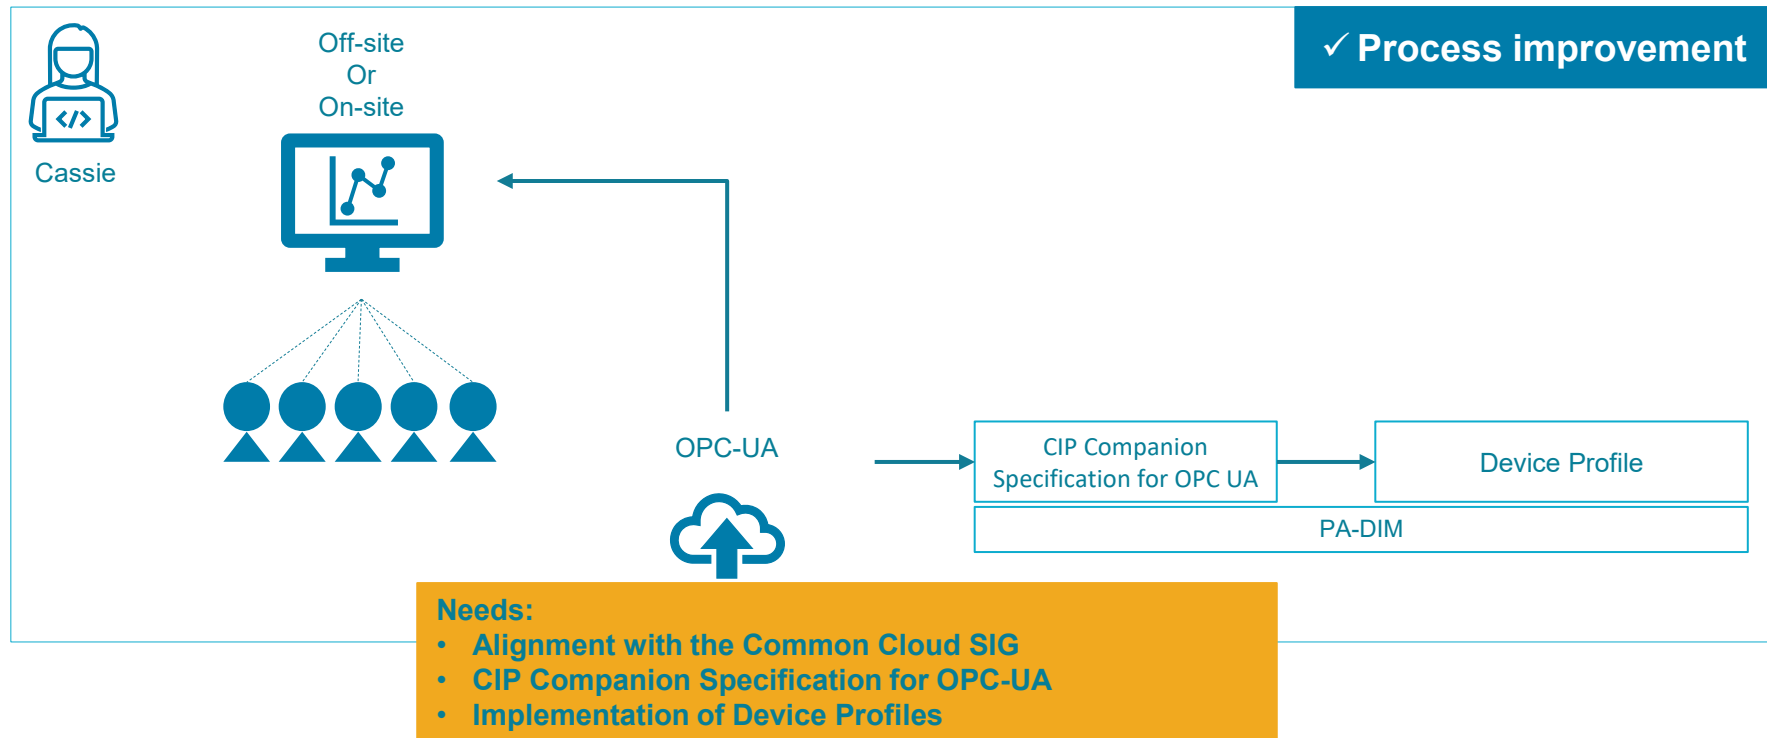 Off-site
Or
On-site
✓ Process improvement
</>
Cassie
OPC-UA
CIP Companion
Specification for OPC UA
Device Profile
PA-DIM
Needs:
• Alignment with the Common Cloud SIG
• CIP Companion Specification for OPC-UA
• Implementation of Device Profiles